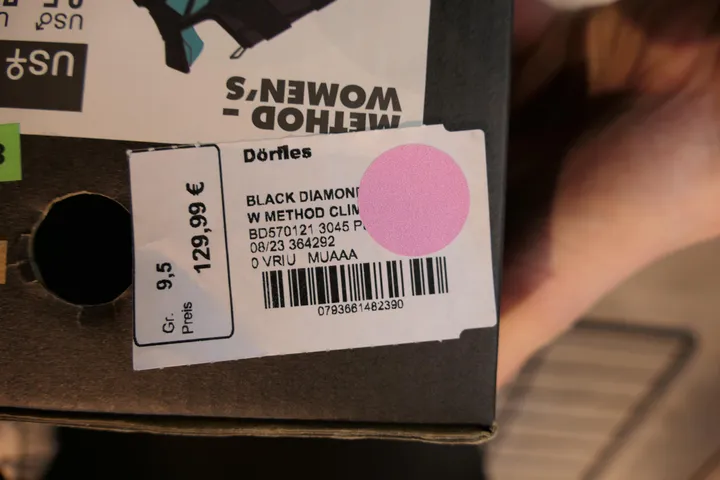 US♂
US♀
METHOD -
WOMEN'S
Dörfles
BLACK DIAMOND
W METHOD CLIM
BD570121 3045
08/23 364292
0 VRIU MUAAA
0793661482390
Gr. 9,5
Preis 129,99 €